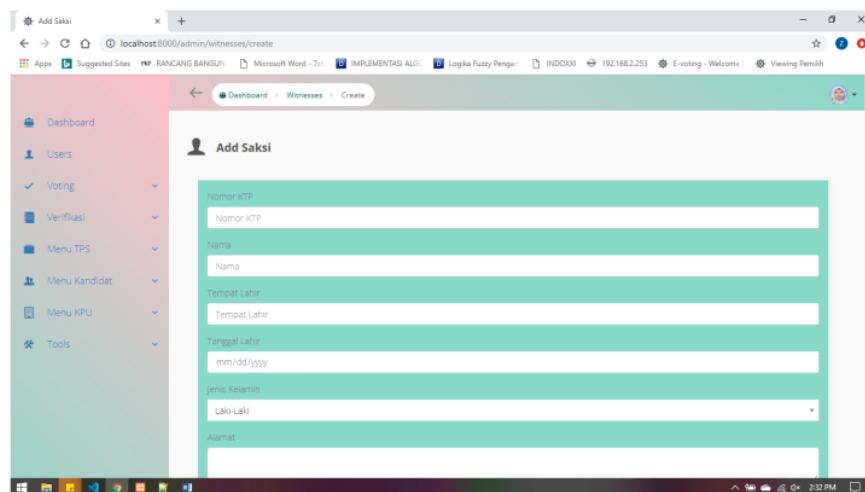 Add Saksi
localhost:8000/admin/witnesses/create
Apps Suggested Sites RANCANG BANGUN Microsoft Word - IMPLEMENTASI Logika Fuzzy INDOXXI 192.168.2.253 E-voting - Welcome Viewing Pemilih
Dashboard > Witnesses > Create
Dashboard
Users
Voting
Verifikasi
Menu TPS
Menu Kandidat
Menu KPU
Tools
Add Saksi
Nomor KTP
Nomor KTP
Nama
Nama
Tempat Lahir
Tempat Lahir
Tanggal Lahir
mm/dd/yyyy
Jenis Kelamin
Laki-Laki
Alamat
2:32 PM